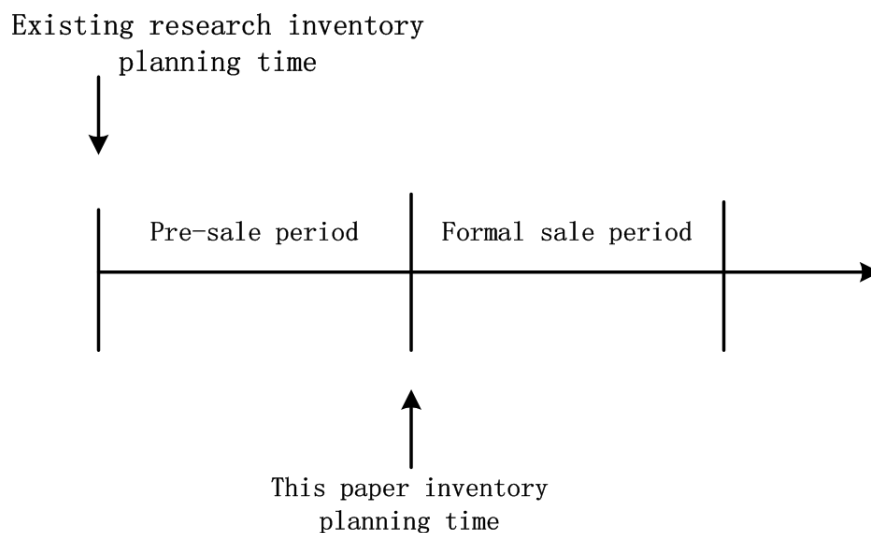 Existing research inventory
planning time
Pre-sale period
Formal sale period
This paper inventory
planning time